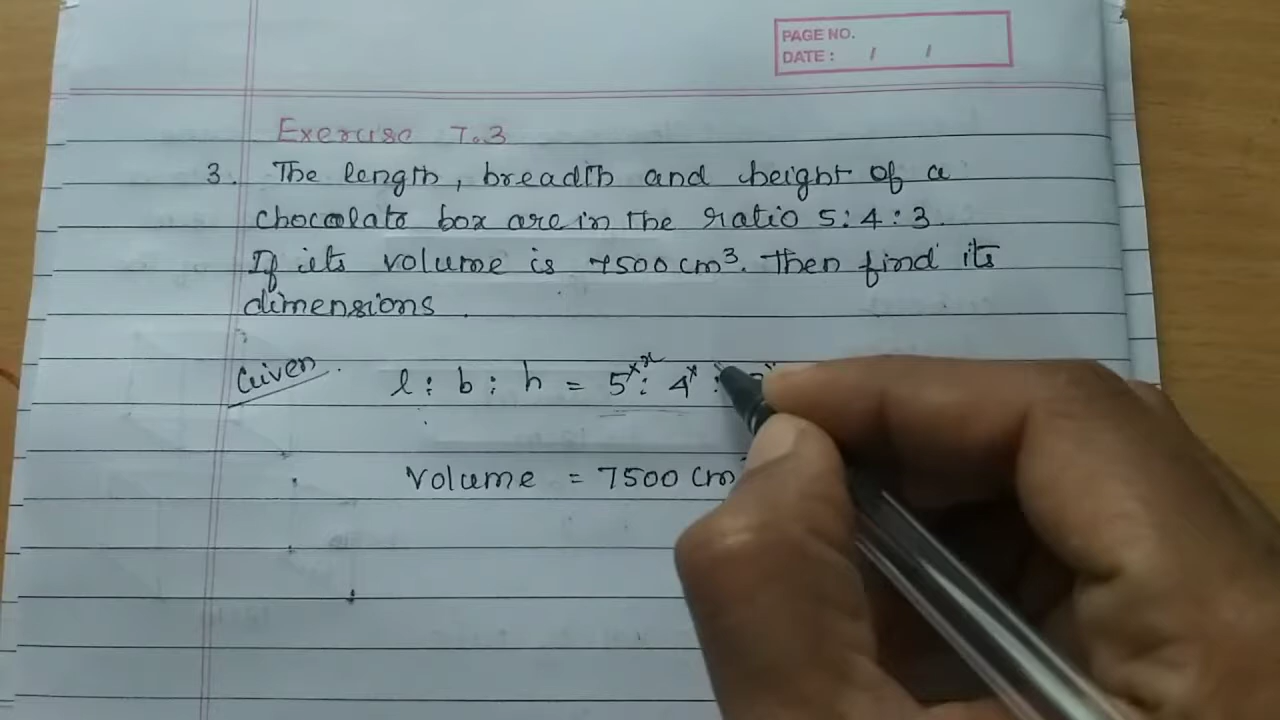 PAGE NO.
DATE : / /
Exercise 7.3
3. The length, breadth and height of a
chocolate box are in the ratio 5:4:3.
If its volume is 7500 cm³. Then find its
dimensions.
Given. l : b : h = 5ˣˣ : 4ˣ :
Volume = 7500 cm